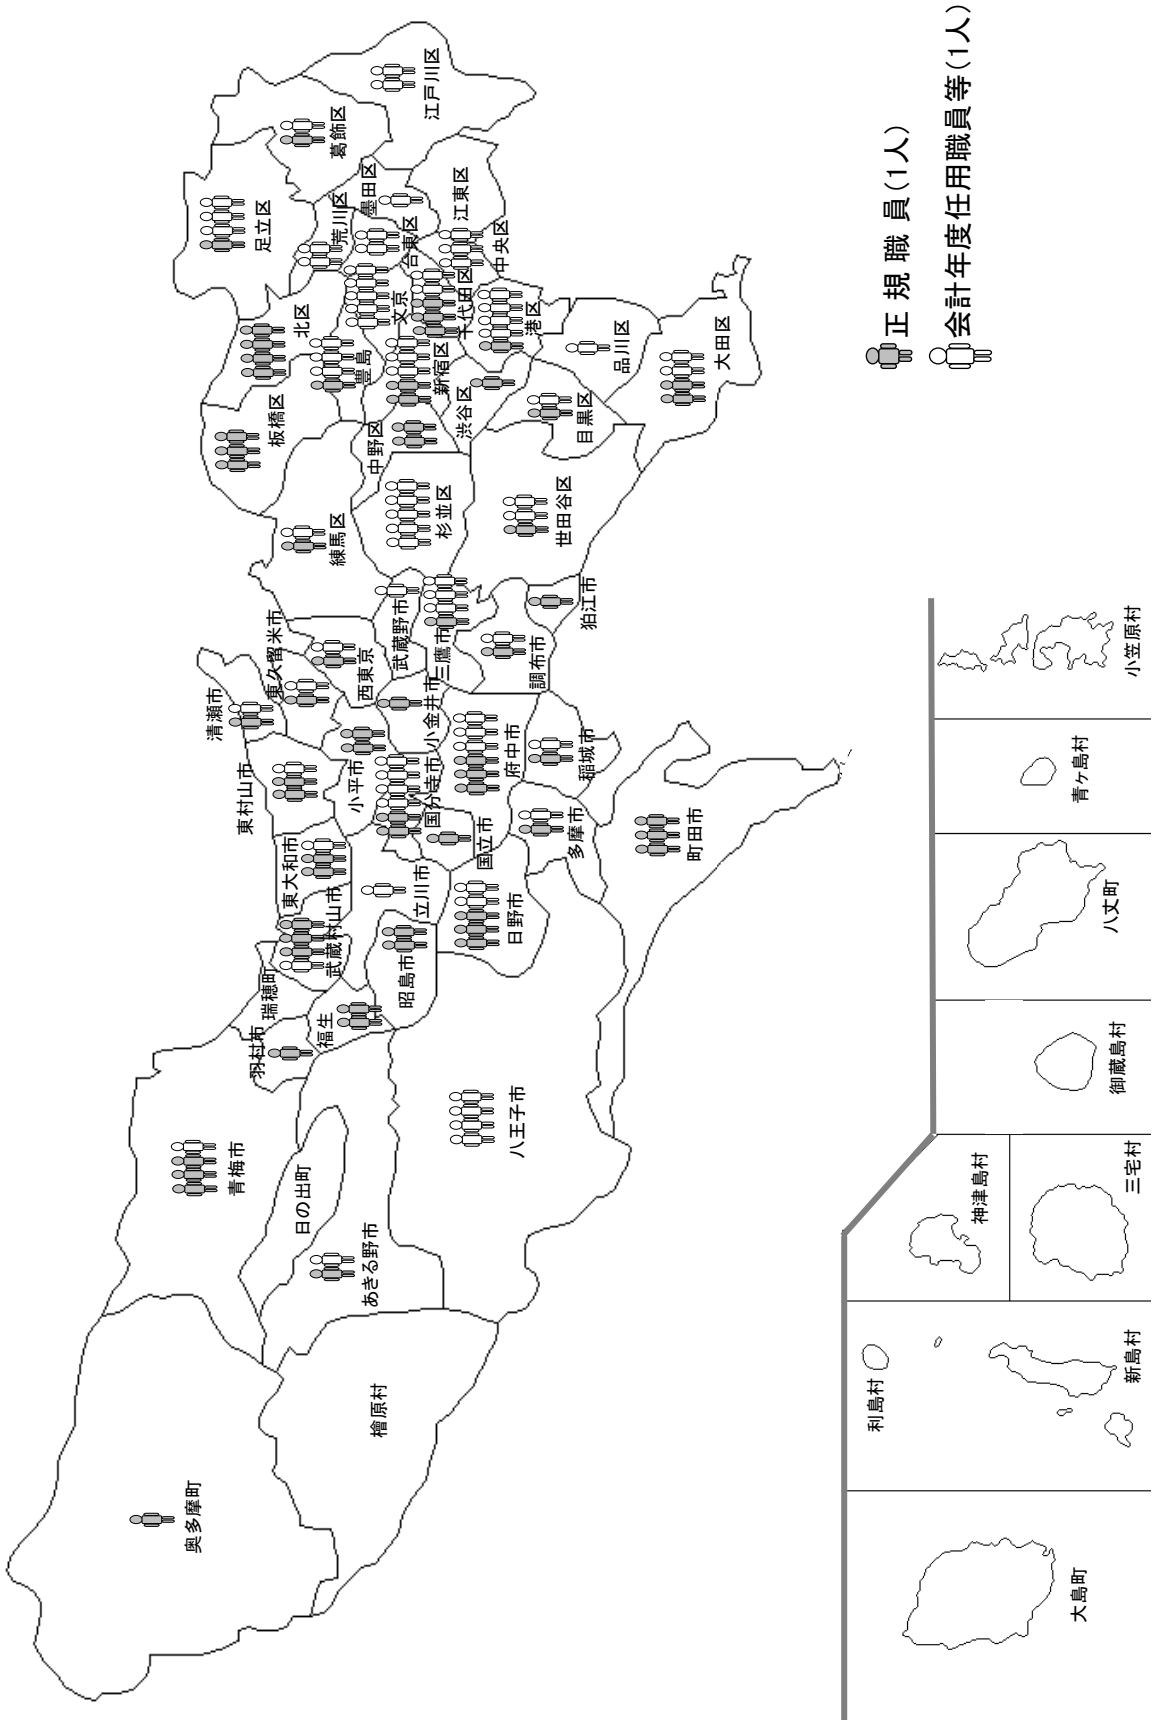 奥多摩町
檜原村
青梅市
日の出町
あきる野市
八王子市
羽村市
瑞穂町
福生
武蔵村山市
昭島市
東大和市
立川市
日野市
東村山市
小平市
国分寺市
国立市
府中市
多摩市
稲城市
町田市
清瀬市
東久留米市
西東京
小金井市
武蔵野市
三鷹市
調布市
狛江市
練馬区
杉並区
世田谷区
板橋区
中野区
北区
豊島
新宿区
渋谷区
目黒区
文京
千代田区
港区
品川区
大田区
足立区
荒川区
台東区
中央区
墨田区
江東区
葛飾区
江戸川区
正規職員(1人)
会計年度任用職員等(1人)
大島町
利島村
新島村
神津島村
三宅村
御蔵島村
八丈町
青ヶ島村
小笠原村